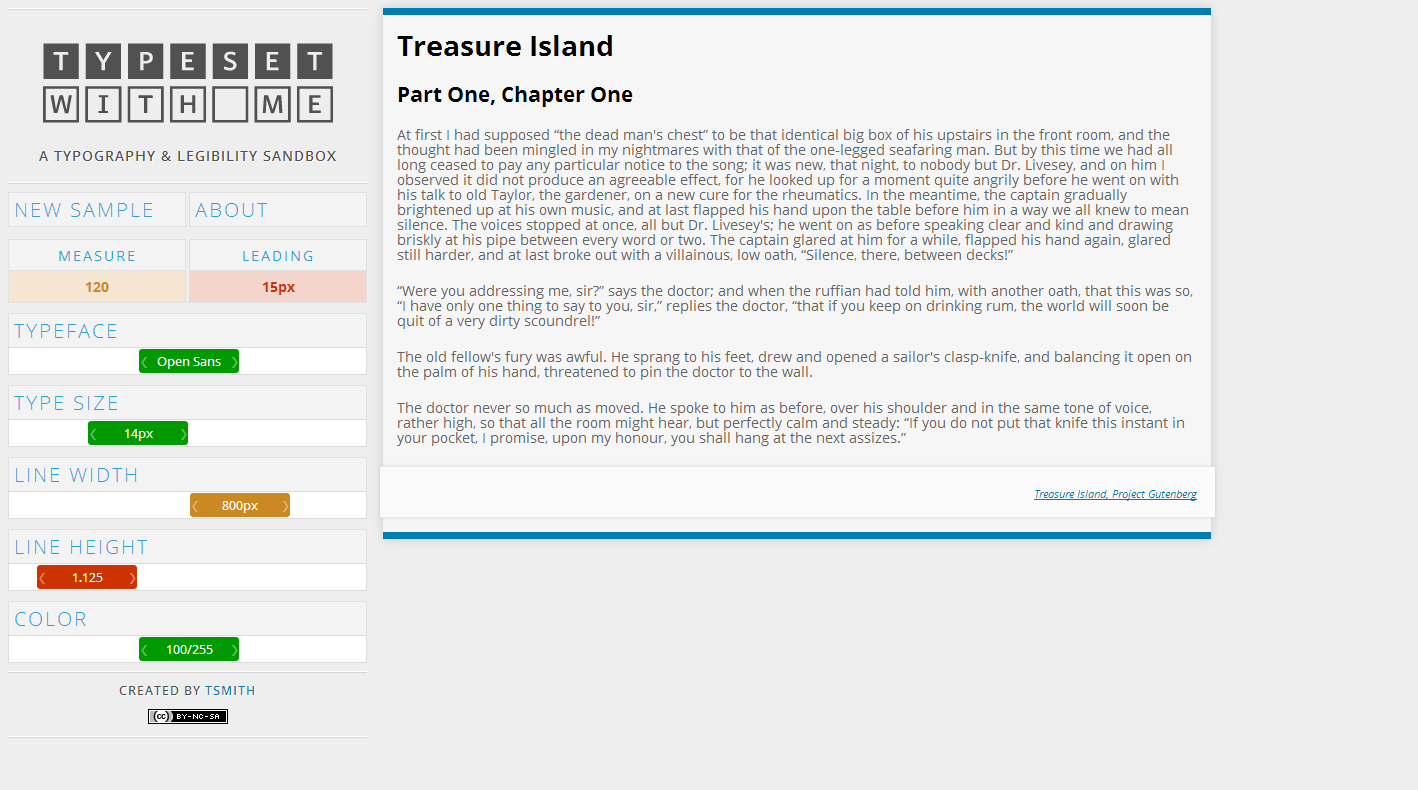 TYPESET
WITH ME
A TYPOGRAPHY & LEGIBILITY SANDBOX
NEW SAMPLE
ABOUT
MEASURE
LEADING
120
15px
TYPEFACE
Open Sans
TYPE SIZE
14px
LINE WIDTH
800px
LINE HEIGHT
1.125
COLOR
100/255
CREATED BY TSMITH
cc BY-NC-SA
Treasure Island
Part One, Chapter One
At first I had supposed “the dead man's chest” to be that identical big box of his upstairs in the front room, and the
thought had been mingled in my nightmares with that of the one-legged seafaring man. But by this time we had all
long ceased to pay any particular notice to the song; it was new, that night, to nobody but Dr. Livesey, and on him I
observed it did not produce an agreeable effect, for he looked up for a moment quite angrily before he went on with
his talk to old Taylor, the gardener, on a new cure for the rheumatics. In the meantime, the captain gradually
brightened up at his own music, and at last flapped his hand upon the table before him in a way we all knew to mean
silence. The voices stopped at once, all but Dr. Livesey's; he went on as before speaking clear and kind and drawing
briskly at his pipe between every word or two. The captain glared at him for a while, flapped his hand again, glared
still harder, and at last broke out with a villainous, low oath, “Silence, there, between decks!”
“Were you addressing me, sir?” says the doctor; and when the ruffian had told him, with another oath, that this was so,
“I have only one thing to say to you, sir,” replies the doctor, “that if you keep on drinking rum, the world will soon be
quit of a very dirty scoundrel!”
The old fellow's fury was awful. He sprang to his feet, drew and opened a sailor's clasp-knife, and balancing it open on
the palm of his hand, threatened to pin the doctor to the wall.
The doctor never so much as moved. He spoke to him as before, over his shoulder and in the same tone of voice,
rather high, so that all the room might hear, but perfectly calm and steady: “If you do not put that knife this instant in
your pocket, I promise, upon my honour, you shall hang at the next assizes.”
Treasure Island, Project Gutenberg